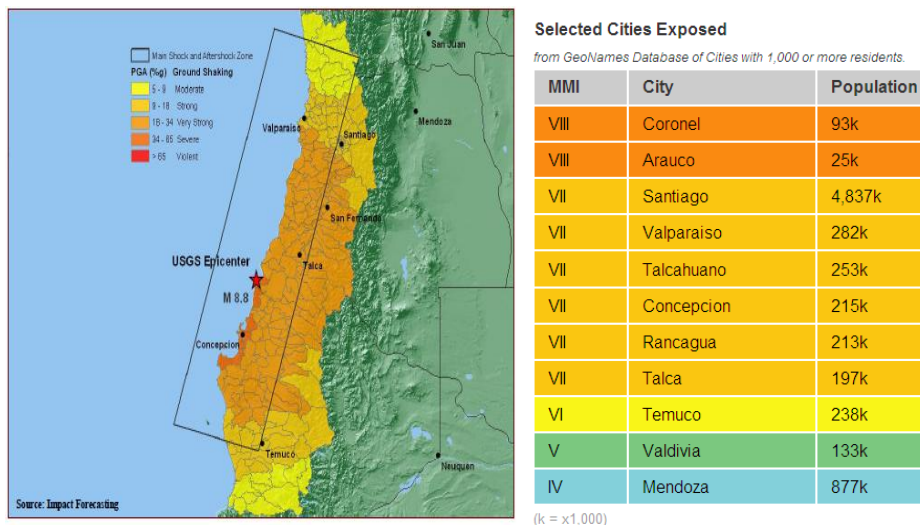 San Juan
Main Shock and Aftershock Zone
PGA (%g) Ground Shaking
5 - 9 Moderate
9 - 18 Strong
18 - 34 Very Strong
34 - 65 Severe
> 65 Violent
Mendoza
Valparaiso
Santiago
San Fernando
USGS Epicenter
Talca
M 8.8
Concepcion
Temuco
Neuquen
Source: Impact Forecasting
Selected Cities Exposed
from GeoNames Database of Cities with 1,000 or more residents.
MMI City Population
VIII Coronel 93k
VIII Arauco 25k
VII Santiago 4,837k
VII Valparaiso 282k
VII Talcahuano 253k
VII Concepcion 215k
VII Rancagua 213k
VII Talca 197k
VI Temuco 238k
V Valdivia 133k
IV Mendoza 877k
(k = x1,000)